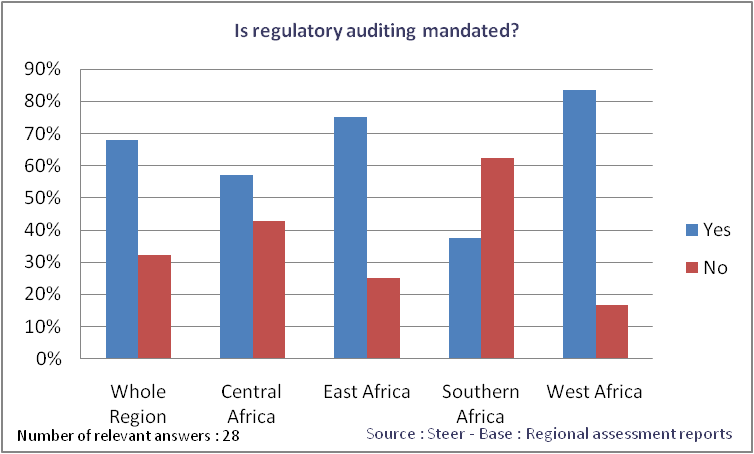 Is regulatory auditing mandated?
90%
80%
70%
60%
50%
40%
30%
20%
10%
0%
Yes
No
Whole
Region
Central
Africa
East Africa
Southern
Africa
West Africa
Number of relevant answers : 28
Source : Steer - Base : Regional assessment reports